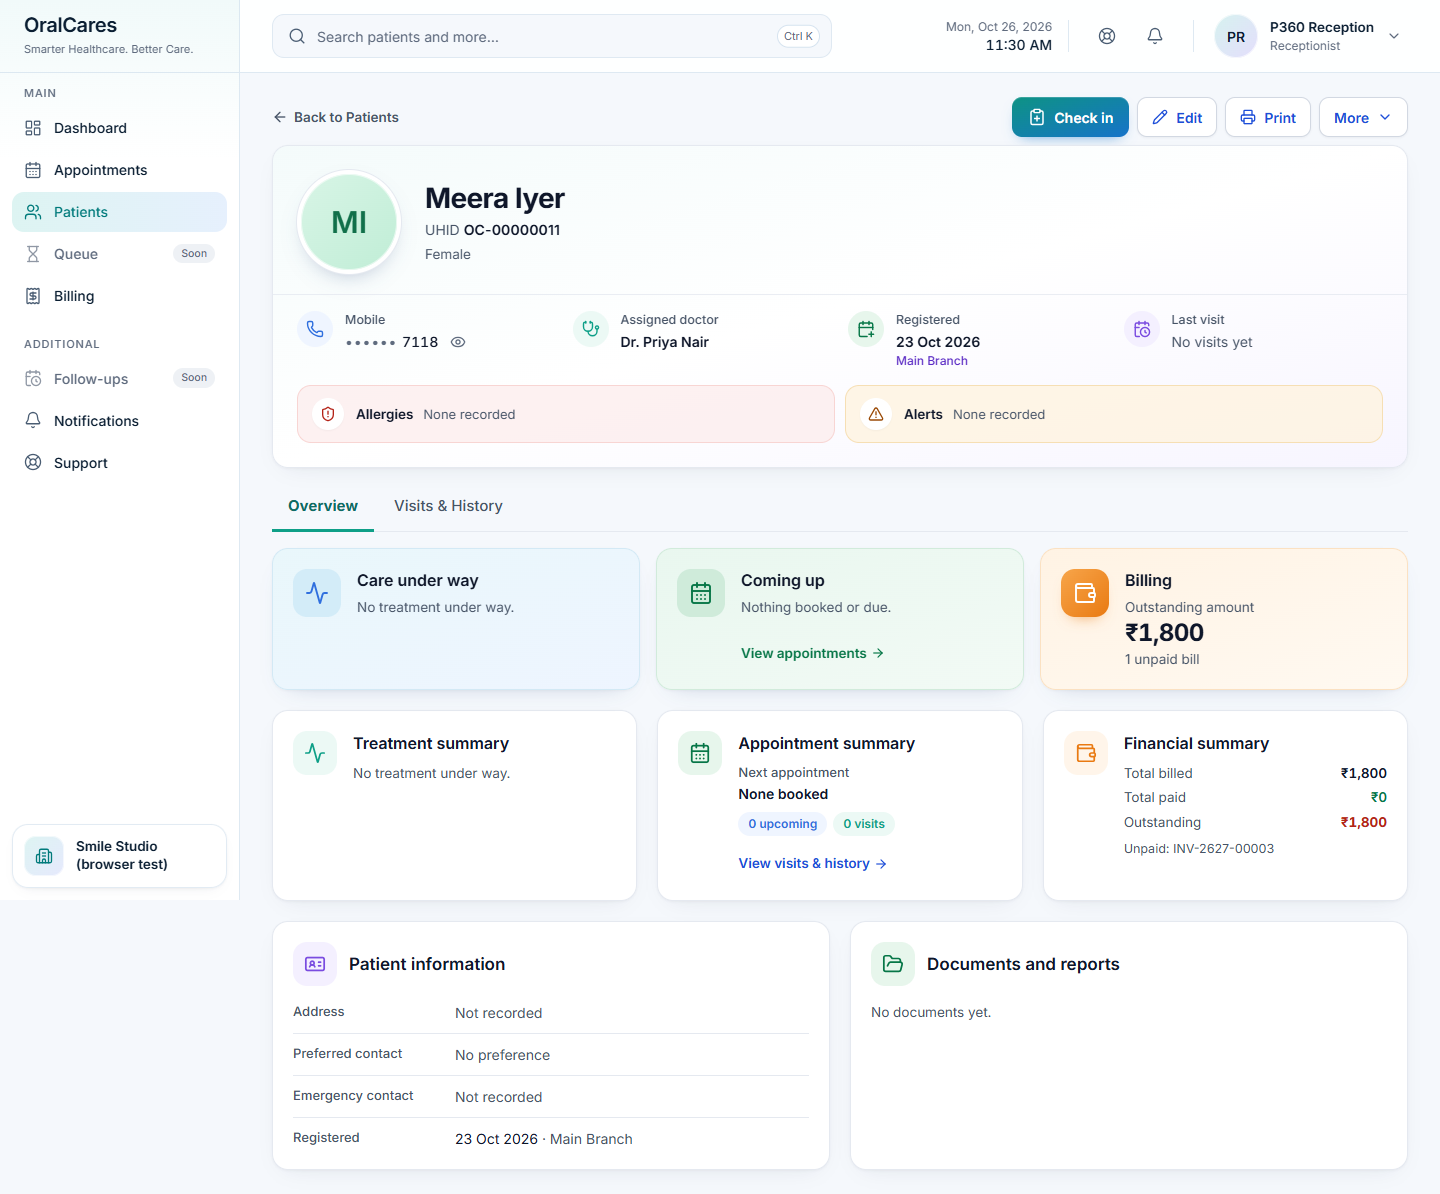 OralCares
Smarter Healthcare. Better Care.
Search patients and more...
Ctrl K
Mon, Oct 26, 2026
11:30 AM
PR
P360 Reception
Receptionist
MAIN
Dashboard
Appointments
Patients
Queue
Soon
Billing
ADDITIONAL
Follow-ups
Soon
Notifications
Support
Smile Studio
(browser test)
Back to Patients
Check in
Edit
Print
More
MI
Meera Iyer
UHID OC-00000011
Female
Mobile
•••••• 7118
Assigned doctor
Dr. Priya Nair
Registered
23 Oct 2026
Main Branch
Last visit
No visits yet
Allergies None recorded
Alerts None recorded
Overview
Visits & History
Care under way
No treatment under way.
Coming up
Nothing booked or due.
View appointments →
Billing
Outstanding amount
₹1,800
1 unpaid bill
Treatment summary
No treatment under way.
Appointment summary
Next appointment
None booked
0 upcoming
0 visits
View visits & history →
Financial summary
Total billed ₹1,800
Total paid ₹0
Outstanding ₹1,800
Unpaid: INV-2627-00003
Patient information
Address Not recorded
Preferred contact No preference
Emergency contact Not recorded
Registered 23 Oct 2026 · Main Branch
Documents and reports
No documents yet.